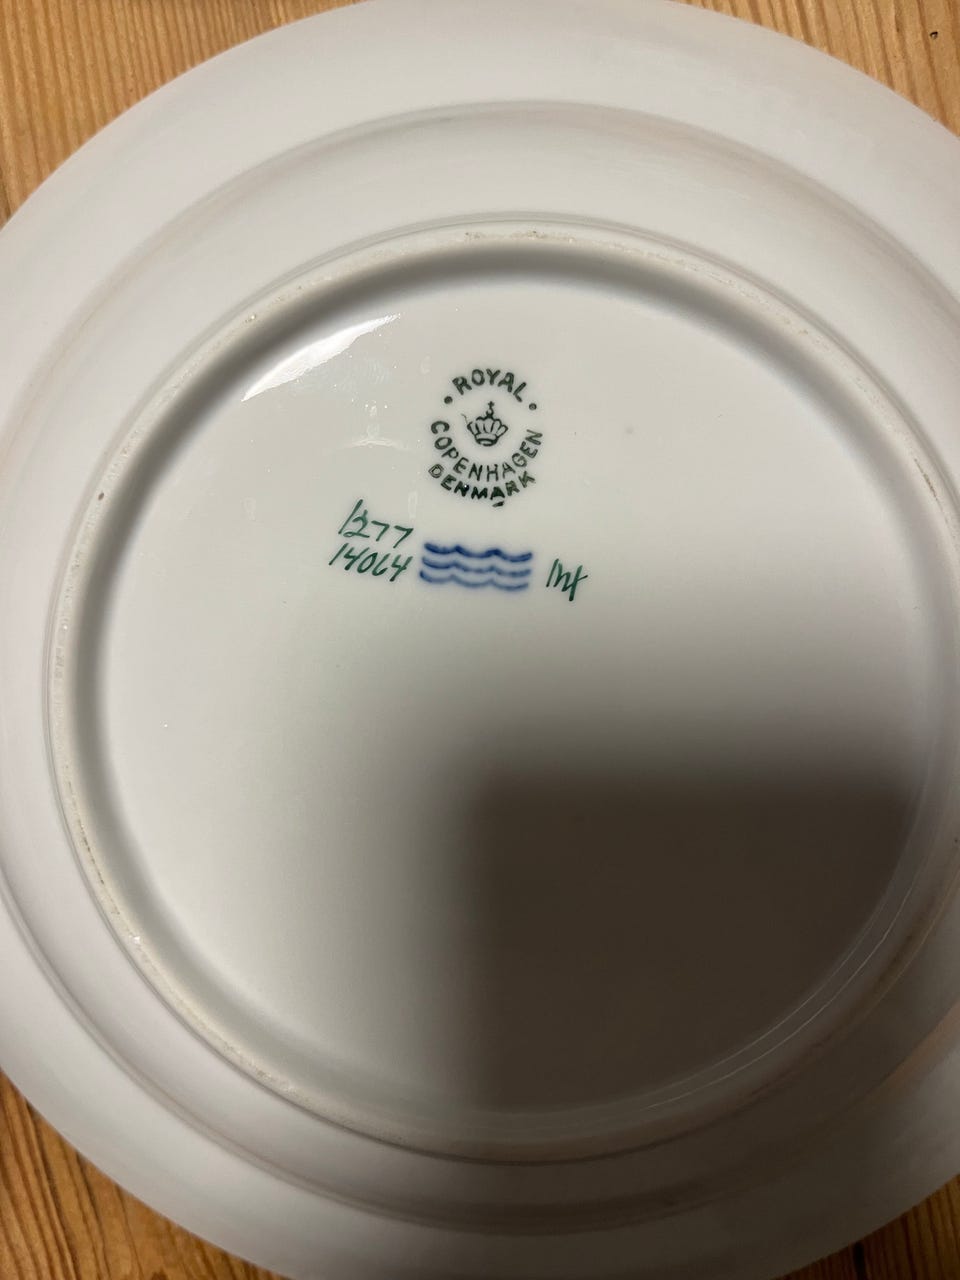 ROYAL
COPENHAGEN
DENMARK
1277
14064